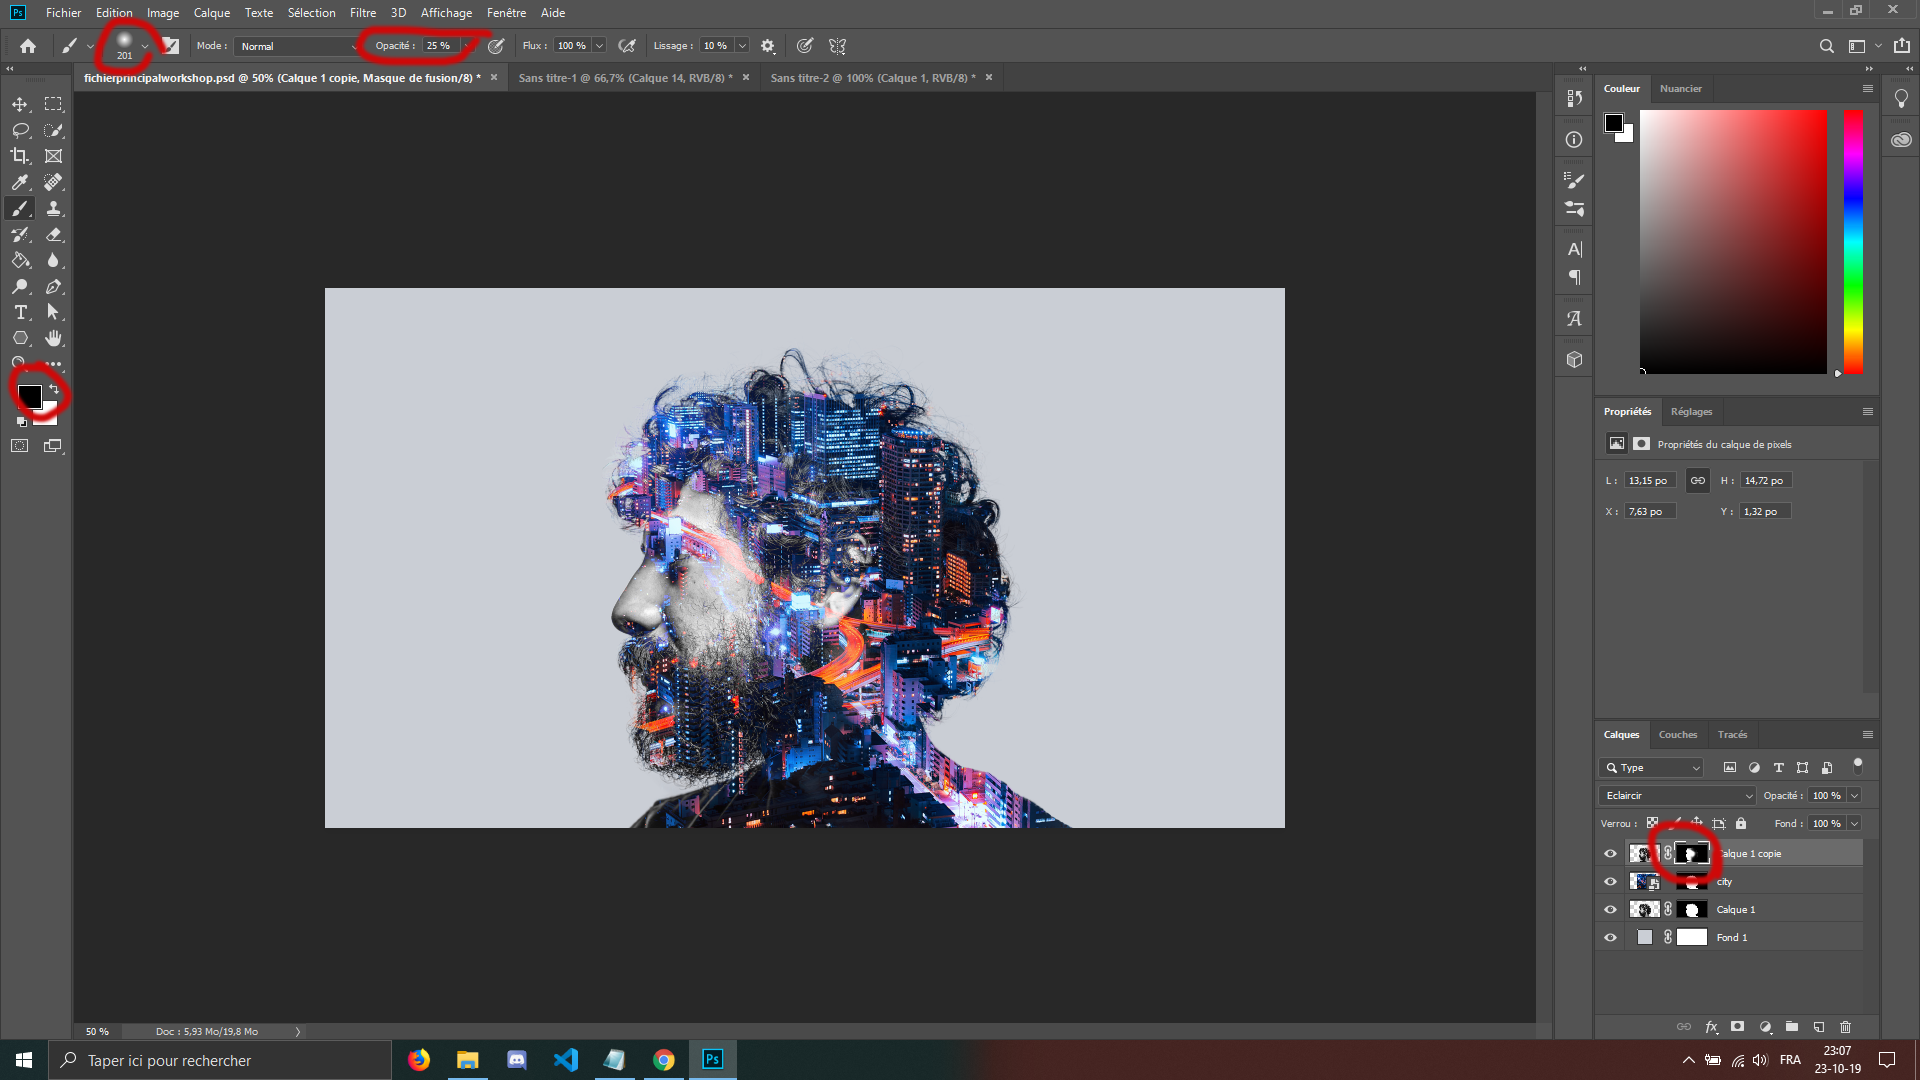 Ps Fichier Edition Image Calque Texte Sélection Filtre 3D Affichage Fenêtre Aide
201 Mode : Normal Opacité : 25 % Flux : 100 % Lissage : 10 %
fichierprincipalworkshop.psd @ 50% (Calque 1 copie, Masque de fusion/8) * × Sans titre-1 @ 66,7% (Calque 14, RVB/8) * × Sans titre-2 @ 100% (Calque 1, RVB/8) * ×
Couleur Nuancier
Propriétés Réglages
Propriétés du calque de pixels
L : 13,15 po H : 14,72 po
X : 7,63 po Y : 1,32 po
Calques Couches Tracés
Type
Eclaircir Opacité : 100 %
Verrou : Fond : 100 %
Calque 1 copie
city
Calque 1
Fond 1
fx
50 % Doc : 5,93 Mo/19,8 Mo
Taper ici pour rechercher
Ps
FRA
23:07
23-10-19